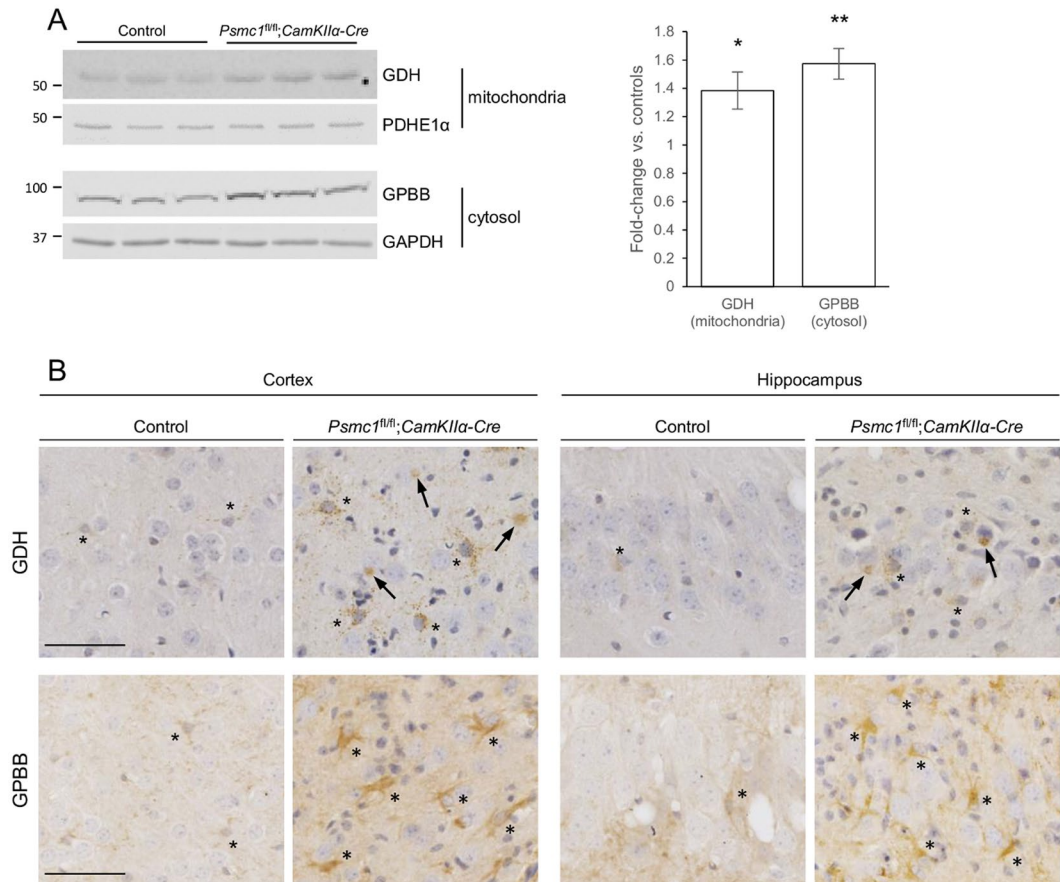 A
Control
Psmc1fl/fl;CamKIIα-Cre
50
GDH
*
50
PDHE1α
mitochondria
100
GPBB
37
GAPDH
cytosol
Fold-change vs. controls
1.8
1.6
1.4
1.2
1
0.8
0.6
0.4
0.2
0
*
**
GDH
(mitochondria)
GPBB
(cytosol)
B
Cortex
Hippocampus
Control
Psmc1fl/fl;CamKIIα-Cre
Control
Psmc1fl/fl;CamKIIα-Cre
GDH
GPBB